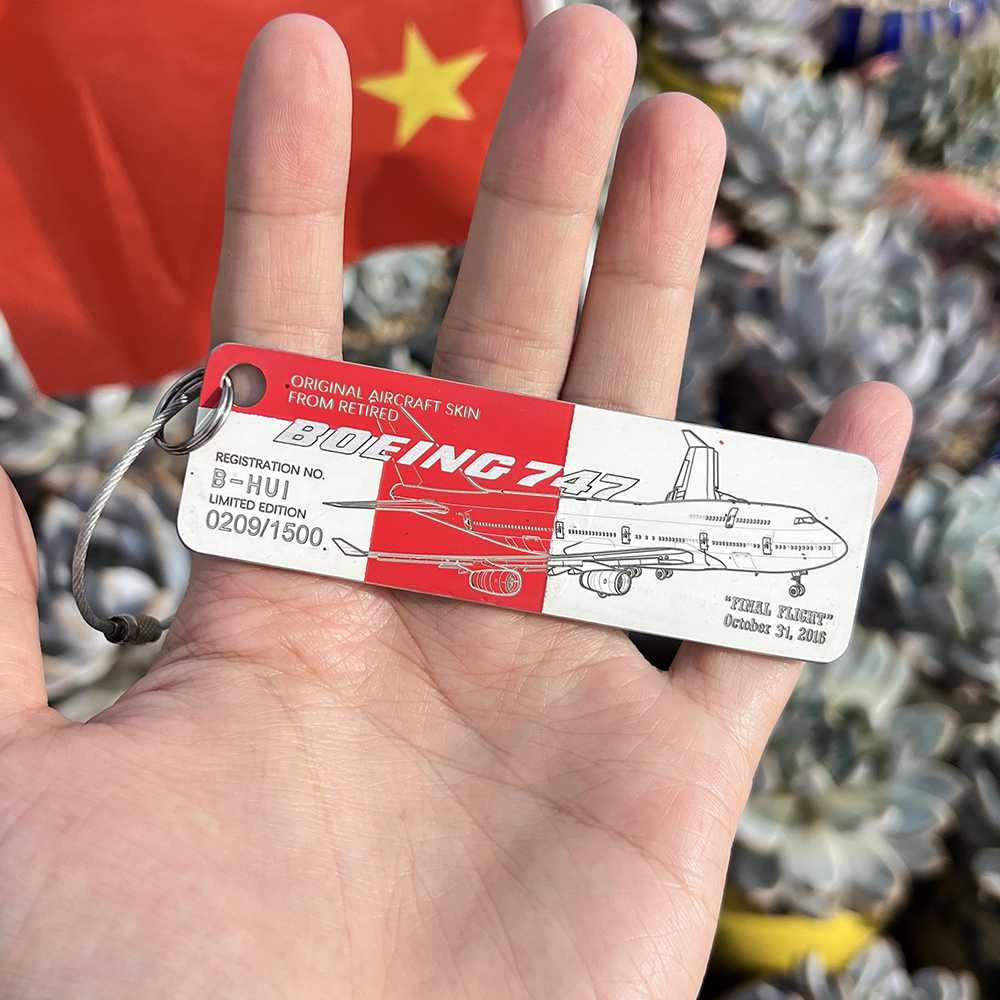 ORIGINAL AIRCRAFT SKIN
FROM RETIRED
BOEING 747
REGISTRATION NO.
B-HUI
LIMITED EDITION
0209/1500
"FINAL FLIGHT"
October 31, 2016